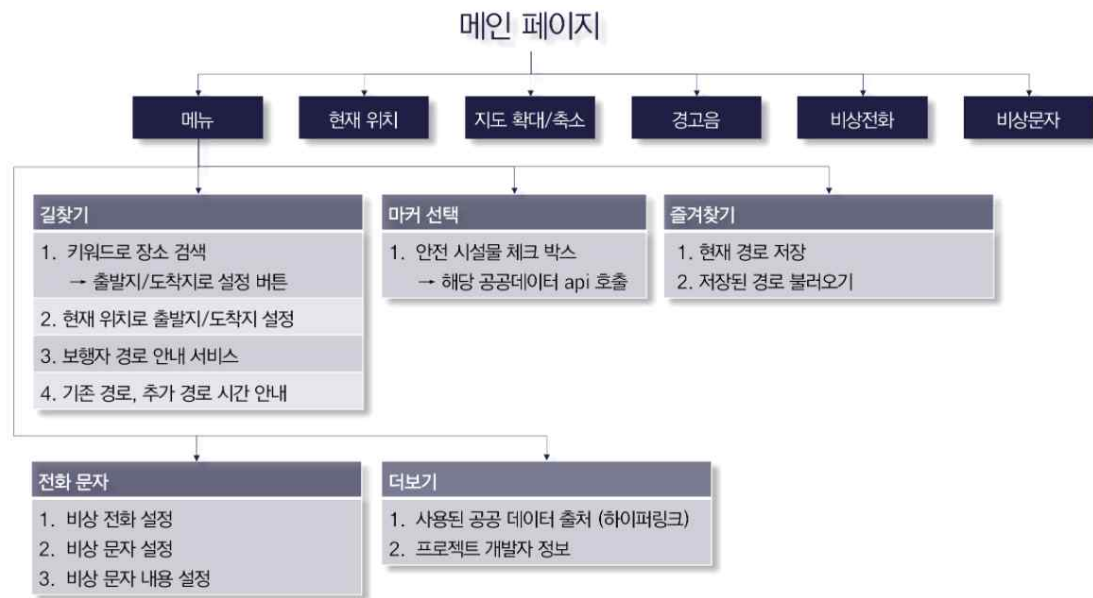 메인 페이지
메뉴
현재 위치
지도 확대/축소
경고음
비상전화
비상문자
길찾기
1. 키워드로 장소 검색
→ 출발지/도착지로 설정 버튼
2. 현재 위치로 출발지/도착지 설정
3. 보행자 경로 안내 서비스
4. 기존 경로, 추가 경로 시간 안내
마커 선택
1. 안전 시설물 체크 박스
→ 해당 공공데이터 api 호출
즐겨찾기
1. 현재 경로 저장
2. 저장된 경로 불러오기
전화 문자
1. 비상 전화 설정
2. 비상 문자 설정
3. 비상 문자 내용 설정
더보기
1. 사용된 공공 데이터 출처 (하이퍼링크)
2. 프로젝트 개발자 정보